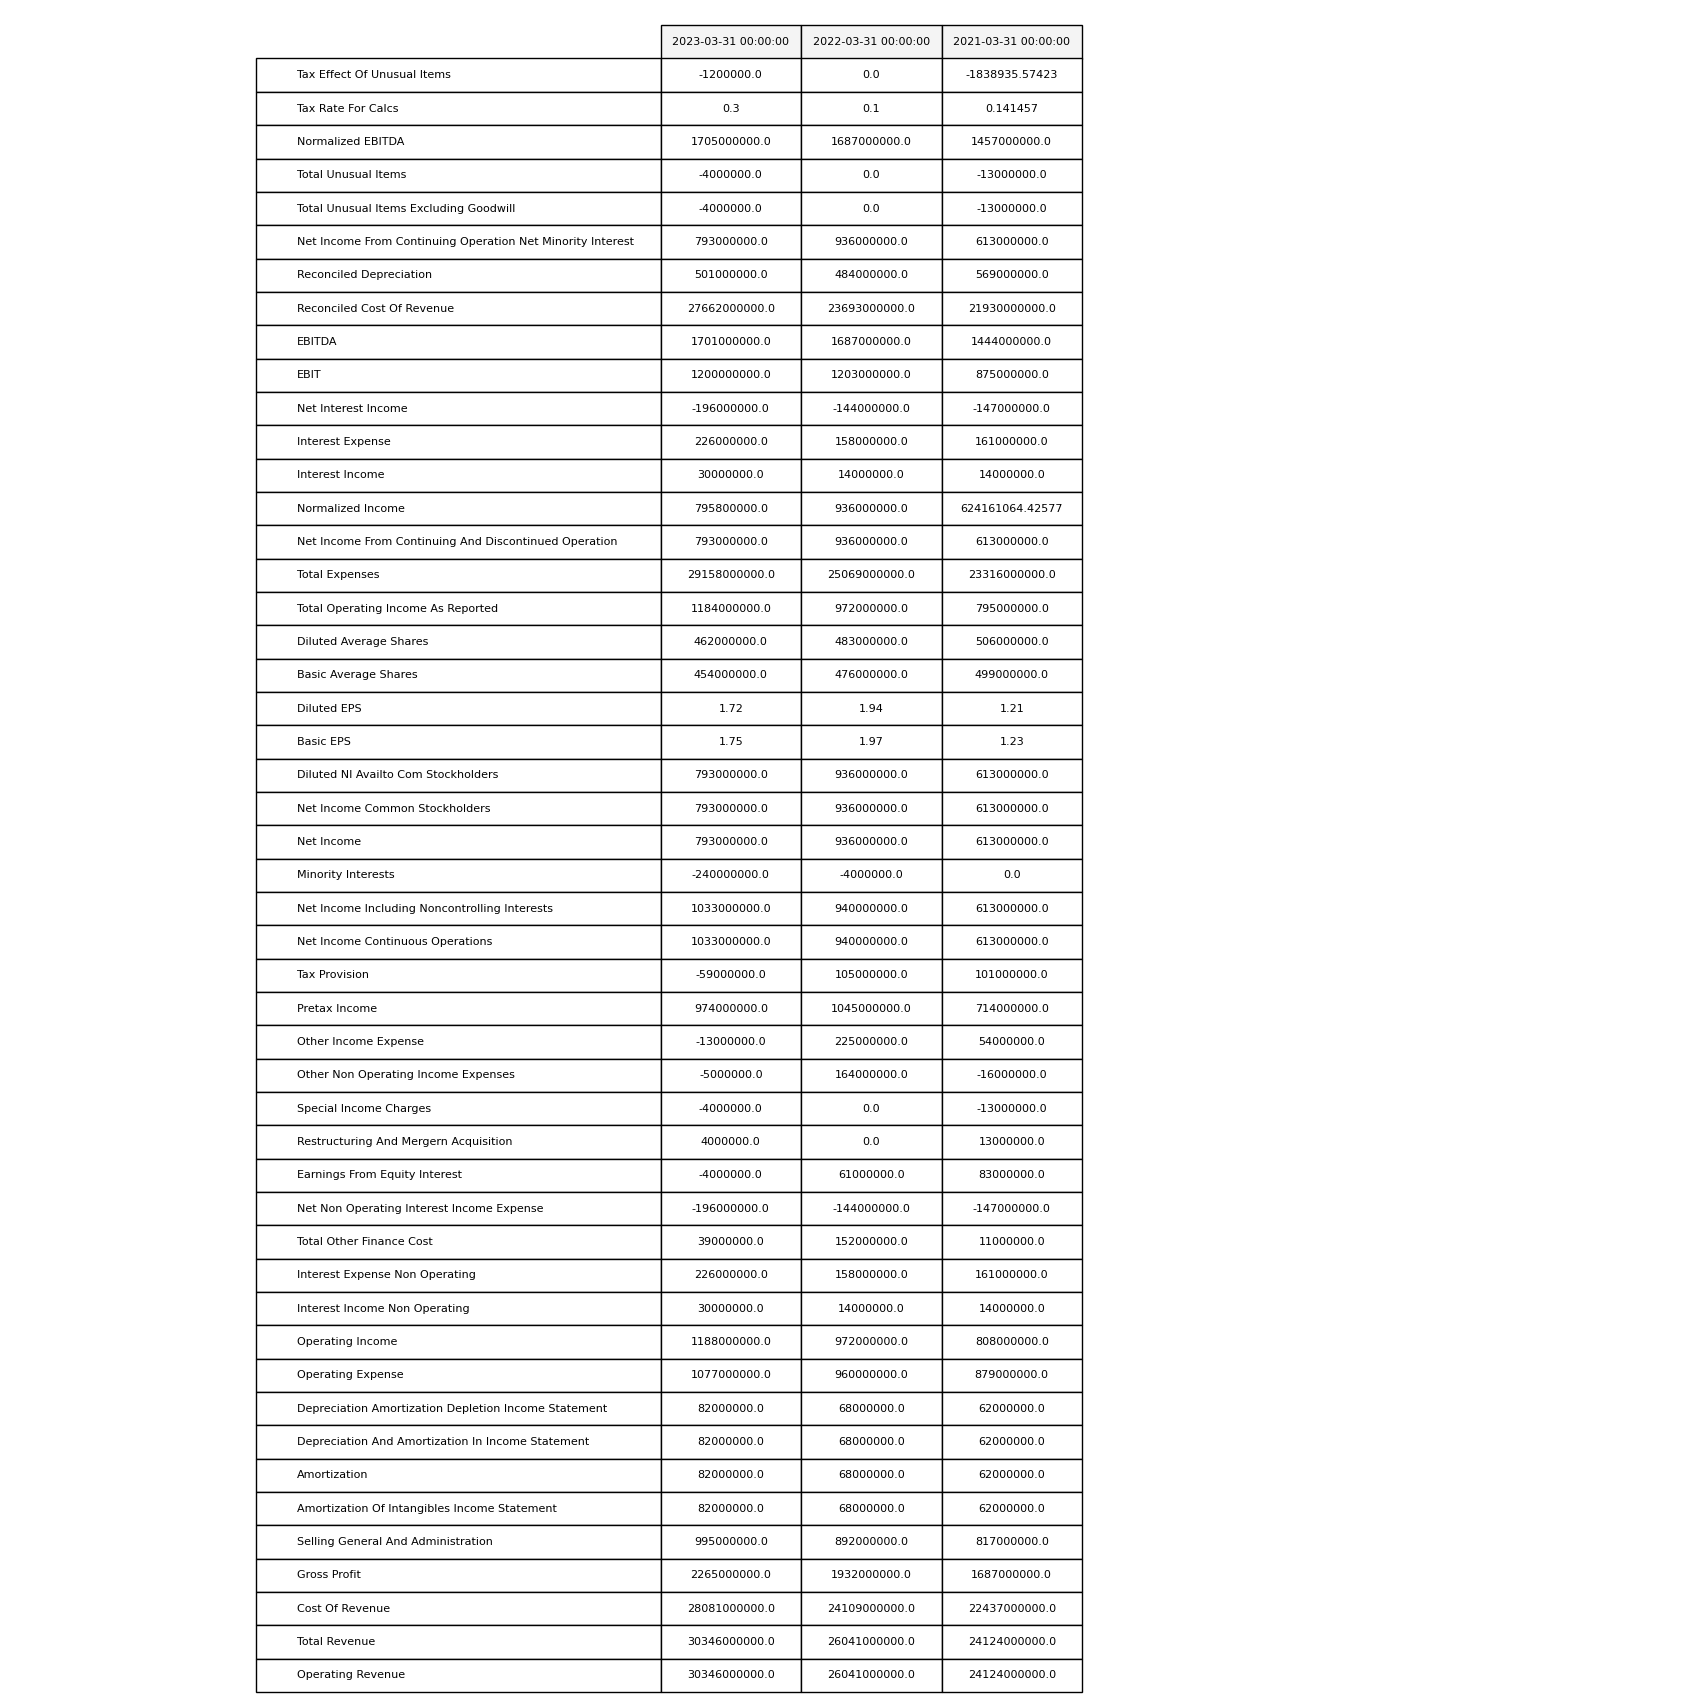 2023-03-31 00:00:00 2022-03-31 00:00:00 2021-03-31 00:00:00
Tax Effect Of Unusual Items -1200000.0 0.0 -1838935.57423
Tax Rate For Calcs 0.3 0.1 0.141457
Normalized EBITDA 1705000000.0 1687000000.0 1457000000.0
Total Unusual Items -4000000.0 0.0 -13000000.0
Total Unusual Items Excluding Goodwill -4000000.0 0.0 -13000000.0
Net Income From Continuing Operation Net Minority Interest 793000000.0 936000000.0 613000000.0
Reconciled Depreciation 501000000.0 484000000.0 569000000.0
Reconciled Cost Of Revenue 27662000000.0 23693000000.0 21930000000.0
EBITDA 1701000000.0 1687000000.0 1444000000.0
EBIT 1200000000.0 1203000000.0 875000000.0
Net Interest Income -196000000.0 -144000000.0 -147000000.0
Interest Expense 226000000.0 158000000.0 161000000.0
Interest Income 30000000.0 14000000.0 14000000.0
Normalized Income 795800000.0 936000000.0 624161064.42577
Net Income From Continuing And Discontinued Operation 793000000.0 936000000.0 613000000.0
Total Expenses 29158000000.0 25069000000.0 23316000000.0
Total Operating Income As Reported 1184000000.0 972000000.0 795000000.0
Diluted Average Shares 462000000.0 483000000.0 506000000.0
Basic Average Shares 454000000.0 476000000.0 499000000.0
Diluted EPS 1.72 1.94 1.21
Basic EPS 1.75 1.97 1.23
Diluted NI Availto Com Stockholders 793000000.0 936000000.0 613000000.0
Net Income Common Stockholders 793000000.0 936000000.0 613000000.0
Net Income 793000000.0 936000000.0 613000000.0
Minority Interests -240000000.0 -4000000.0 0.0
Net Income Including Noncontrolling Interests 1033000000.0 940000000.0 613000000.0
Net Income Continuous Operations 1033000000.0 940000000.0 613000000.0
Tax Provision -59000000.0 105000000.0 101000000.0
Pretax Income 974000000.0 1045000000.0 714000000.0
Other Income Expense -13000000.0 225000000.0 54000000.0
Other Non Operating Income Expenses -5000000.0 164000000.0 -16000000.0
Special Income Charges -4000000.0 0.0 -13000000.0
Restructuring And Mergern Acquisition 4000000.0 0.0 13000000.0
Earnings From Equity Interest -4000000.0 61000000.0 83000000.0
Net Non Operating Interest Income Expense -196000000.0 -144000000.0 -147000000.0
Total Other Finance Cost 39000000.0 152000000.0 11000000.0
Interest Expense Non Operating 226000000.0 158000000.0 161000000.0
Interest Income Non Operating 30000000.0 14000000.0 14000000.0
Operating Income 1188000000.0 972000000.0 808000000.0
Operating Expense 1077000000.0 960000000.0 879000000.0
Depreciation Amortization Depletion Income Statement 82000000.0 68000000.0 62000000.0
Depreciation And Amortization In Income Statement 82000000.0 68000000.0 62000000.0
Amortization 82000000.0 68000000.0 62000000.0
Amortization Of Intangibles Income Statement 82000000.0 68000000.0 62000000.0
Selling General And Administration 995000000.0 892000000.0 817000000.0
Gross Profit 2265000000.0 1932000000.0 1687000000.0
Cost Of Revenue 28081000000.0 24109000000.0 22437000000.0
Total Revenue 30346000000.0 26041000000.0 24124000000.0
Operating Revenue 30346000000.0 26041000000.0 24124000000.0